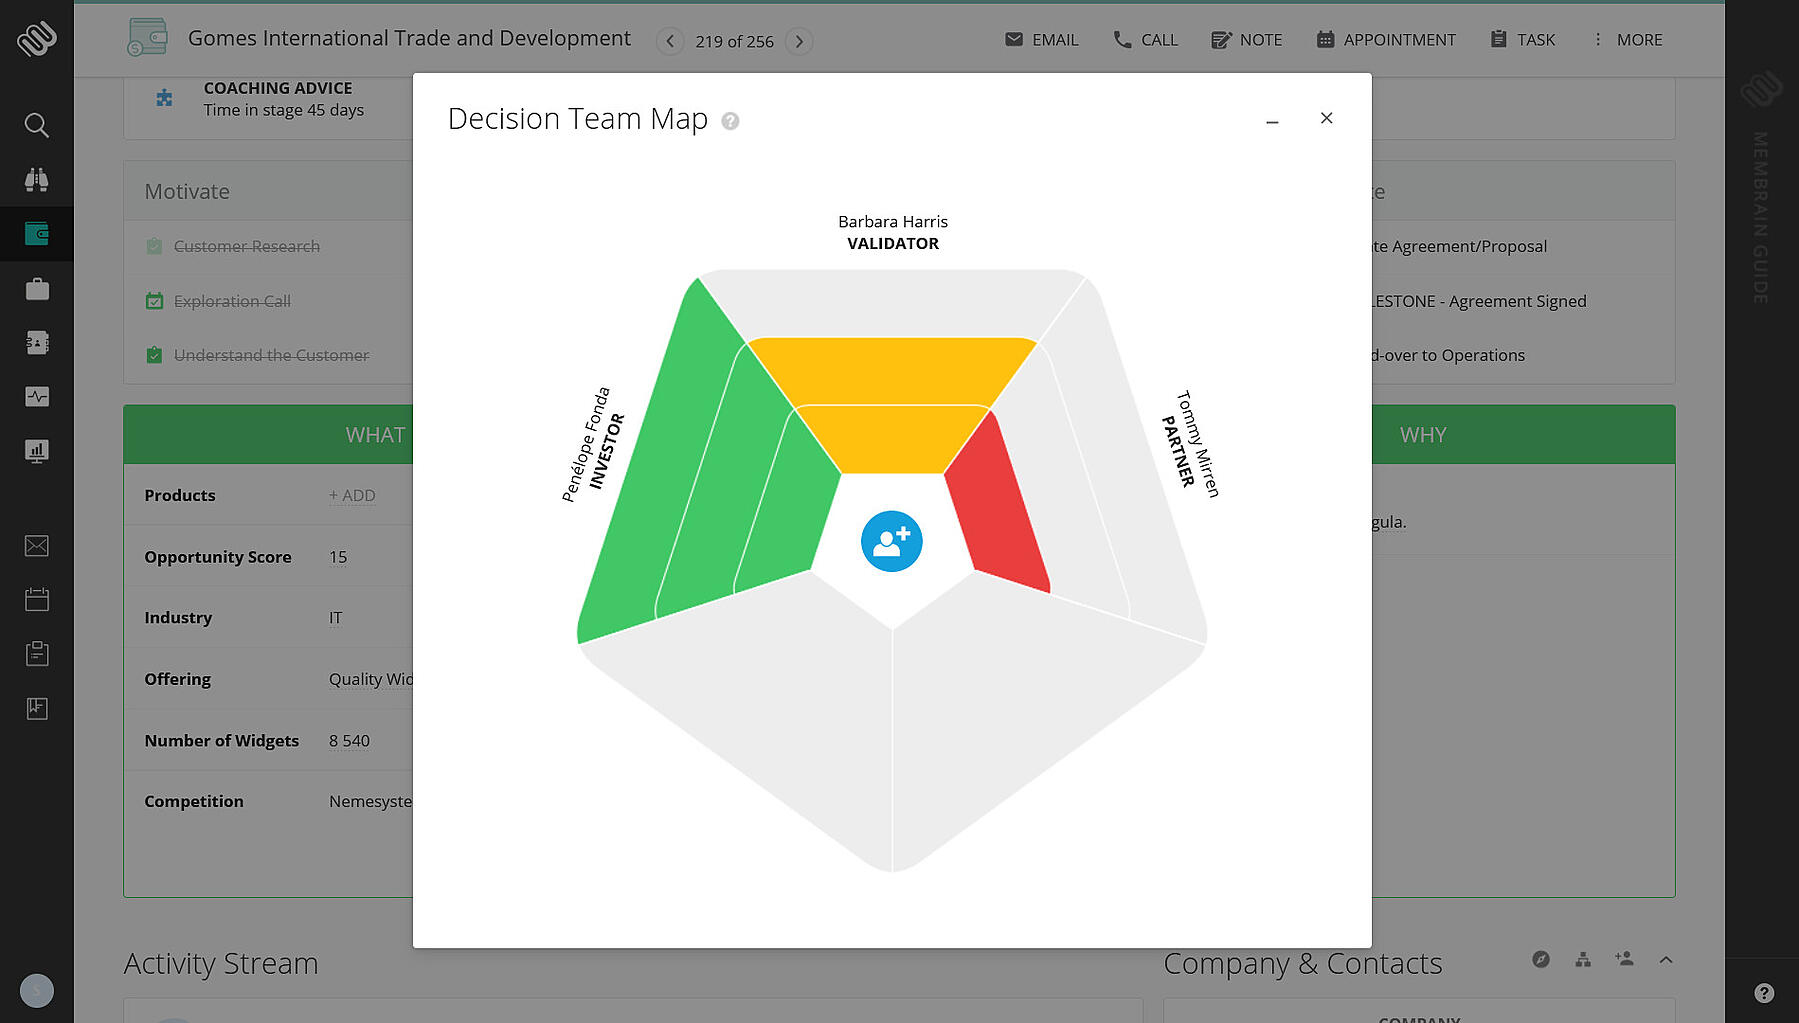 Gomes International Trade and Development
219 of 256
EMAIL
CALL
NOTE
APPOINTMENT
TASK
MORE
COACHING ADVICE
Time in stage 45 days
Motivate
Customer Research
Exploration Call
Understand the Customer
WHAT
Products
+ ADD
Opportunity Score
15
Industry
IT
Offering
Quality Wid
Number of Widgets
8 540
Competition
Nemesyste
Decision Team Map
?
Barbara Harris
VALIDATOR
Penélope Fonda
INVESTOR
Tommy Mirren
PARTNER
te
te Agreement/Proposal
LESTONE - Agreement Signed
d-over to Operations
WHY
gula.
MEMBRAIN GUIDE
Activity Stream
Company & Contacts
COMPANY
S
?